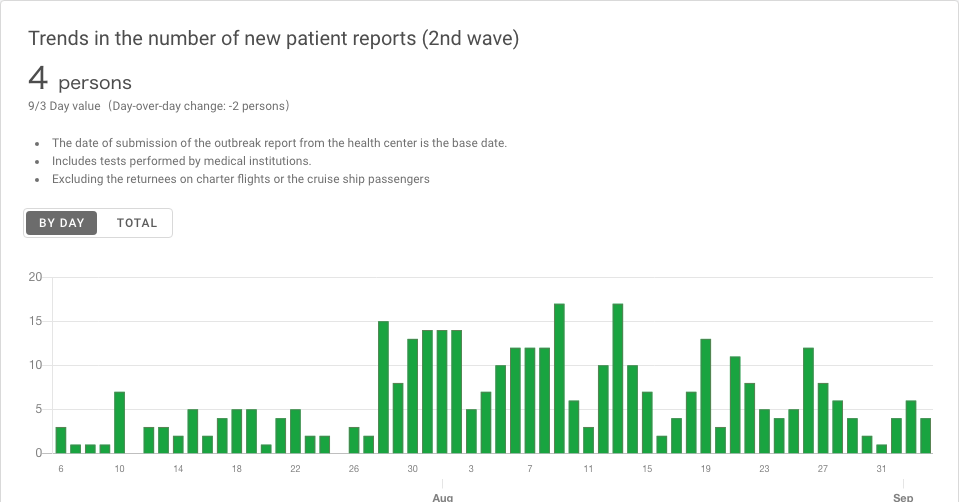 Trends in the number of new patient reports (2nd wave)
4 persons
9/3 Day value（Day-over-day change: -2 persons）
The date of submission of the outbreak report from the health center is the base date.
Includes tests performed by medical institutions.
Excluding the returnees on charter flights or the cruise ship passengers
BY DAY TOTAL
20
15
10
5
0
6 10 14 18 22 26 30 3 7 11 15 19 23 27 31
Aug Sep